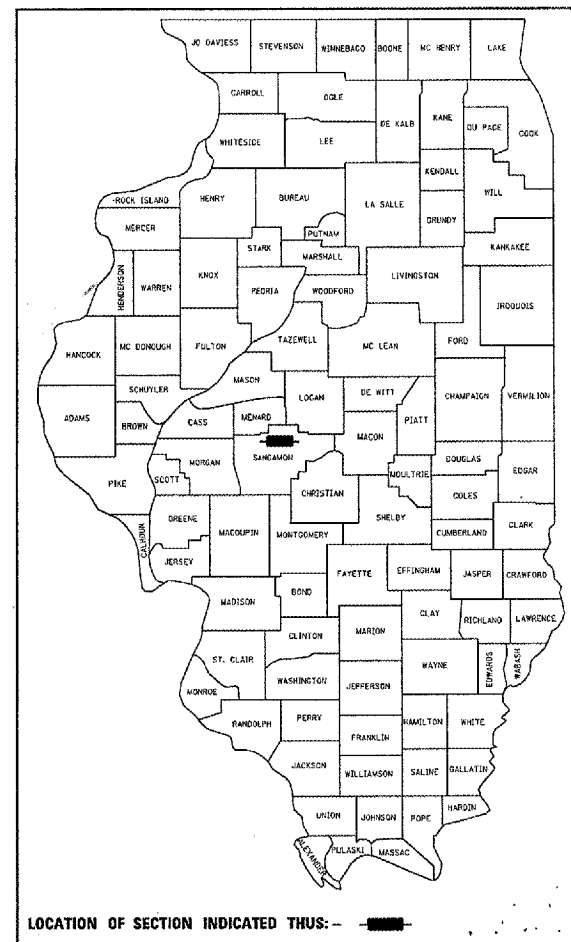 JO DAVIESS STEVENSON WINNEBAGO BOONE MC HENRY LAKE
CARROLL OGLE DE KALB KANE DU PAGE COOK
WHITESIDE LEE
KENDALL WILL
ROCK ISLAND HENRY BUREAU LA SALLE GRUNDY
MERCER PUTNAM
STARK MARSHALL KANKAKEE
HENDERSON WARREN KNOX PEORIA WOODFORD LIVINGSTON IROQUOIS
HANCOCK MC DONOUGH FULTON TAZEWELL MC LEAN FORD
SCHUYLER MASON
ADAMS BROWN CASS MENARD LOGAN DE WITT PIATT CHAMPAIGN VERMILION
MACON
SANGAMON DOUGLAS
PIKE SCOTT MORGAN CHRISTIAN MOULTRIE COLES EDGAR
CALHOUN GREENE MACOUPIN MONTGOMERY SHELBY CUMBERLAND CLARK
JERSEY
FAYETTE EFFINGHAM JASPER CRAWFORD
MADISON BOND
CLAY RICHLAND LAWRENCE
CLINTON MARION
ST. CLAIR WAYNE EDWARDS WABASH
WASHINGTON JEFFERSON
MONROE
RANDOLPH PERRY HAMILTON WHITE
FRANKLIN
JACKSON WILLIAMSON SALINE GALLATIN
UNION JOHNSON POPE HARDIN
ALEXANDER PULASKI MASSAC
LOCATION OF SECTION INDICATED THUS: -